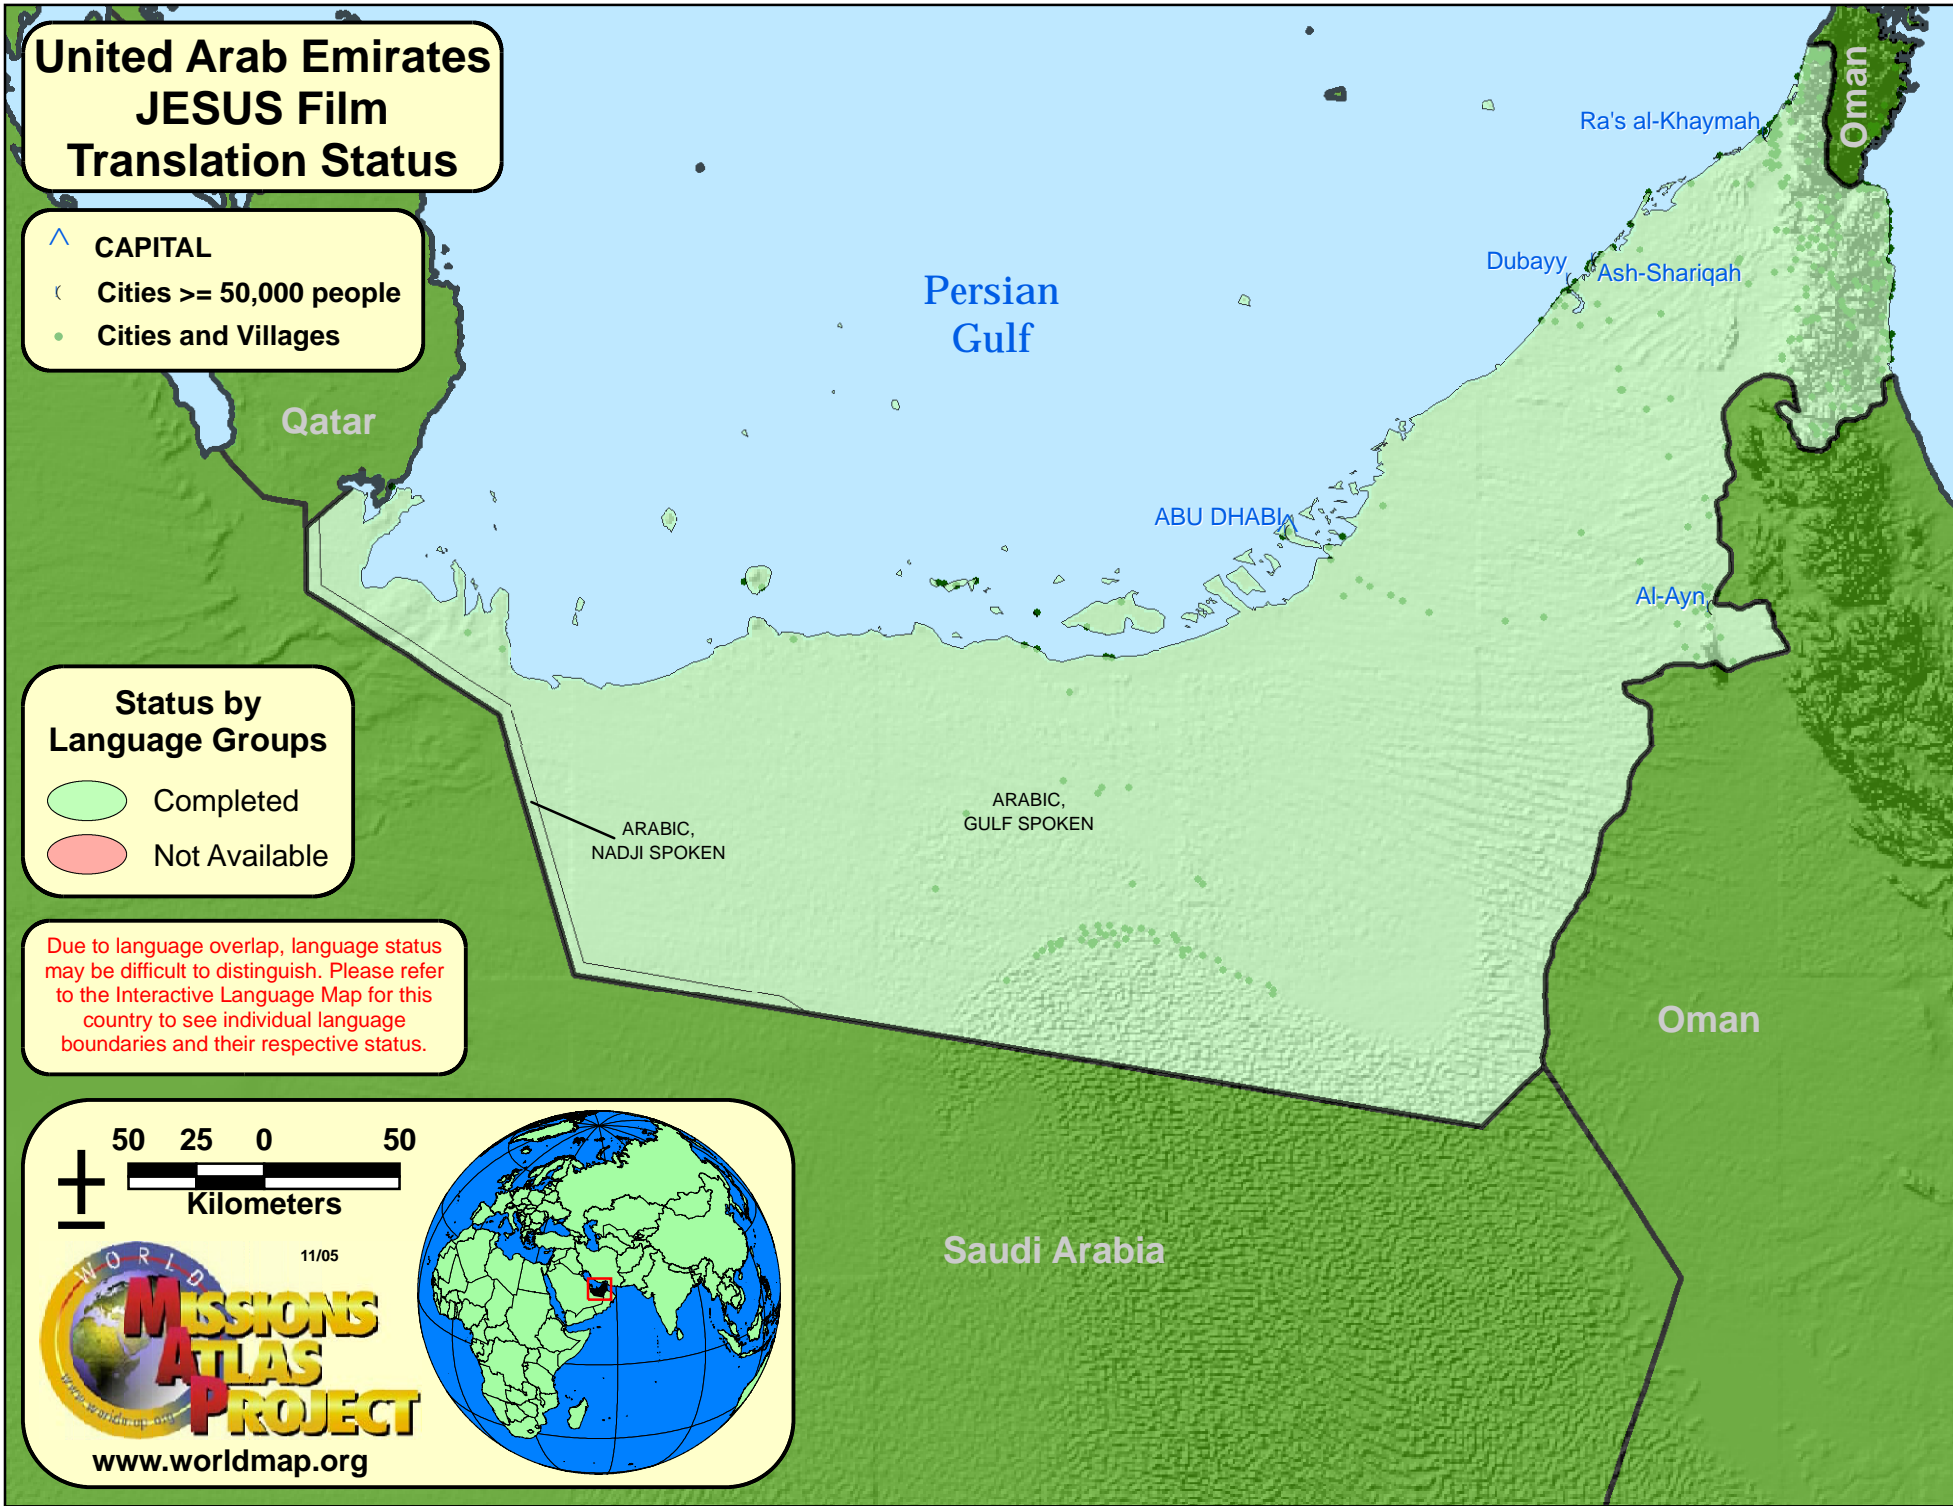 United Arab Emirates
JESUS Film
Translation Status
CAPITAL
Cities >= 50,000 people
Cities and Villages
Qatar
Persian
Gulf
Oman
Ra's al-Khaymah
Dubayy
Ash-Shariqah
ABU DHABI
Al-Ayn
Status by
Language Groups
Completed
Not Available
ARABIC,
NADJI SPOKEN
ARABIC,
GULF SPOKEN
Due to language overlap, language status
may be difficult to distinguish. Please refer
to the Interactive Language Map for this
country to see individual language
boundaries and their respective status.
Oman
Saudi Arabia
50 25 0 50
Kilometers
11/05
WORLD
MISSIONS
ATLAS
PROJECT
www.worldmap.org
www.worldmap.org